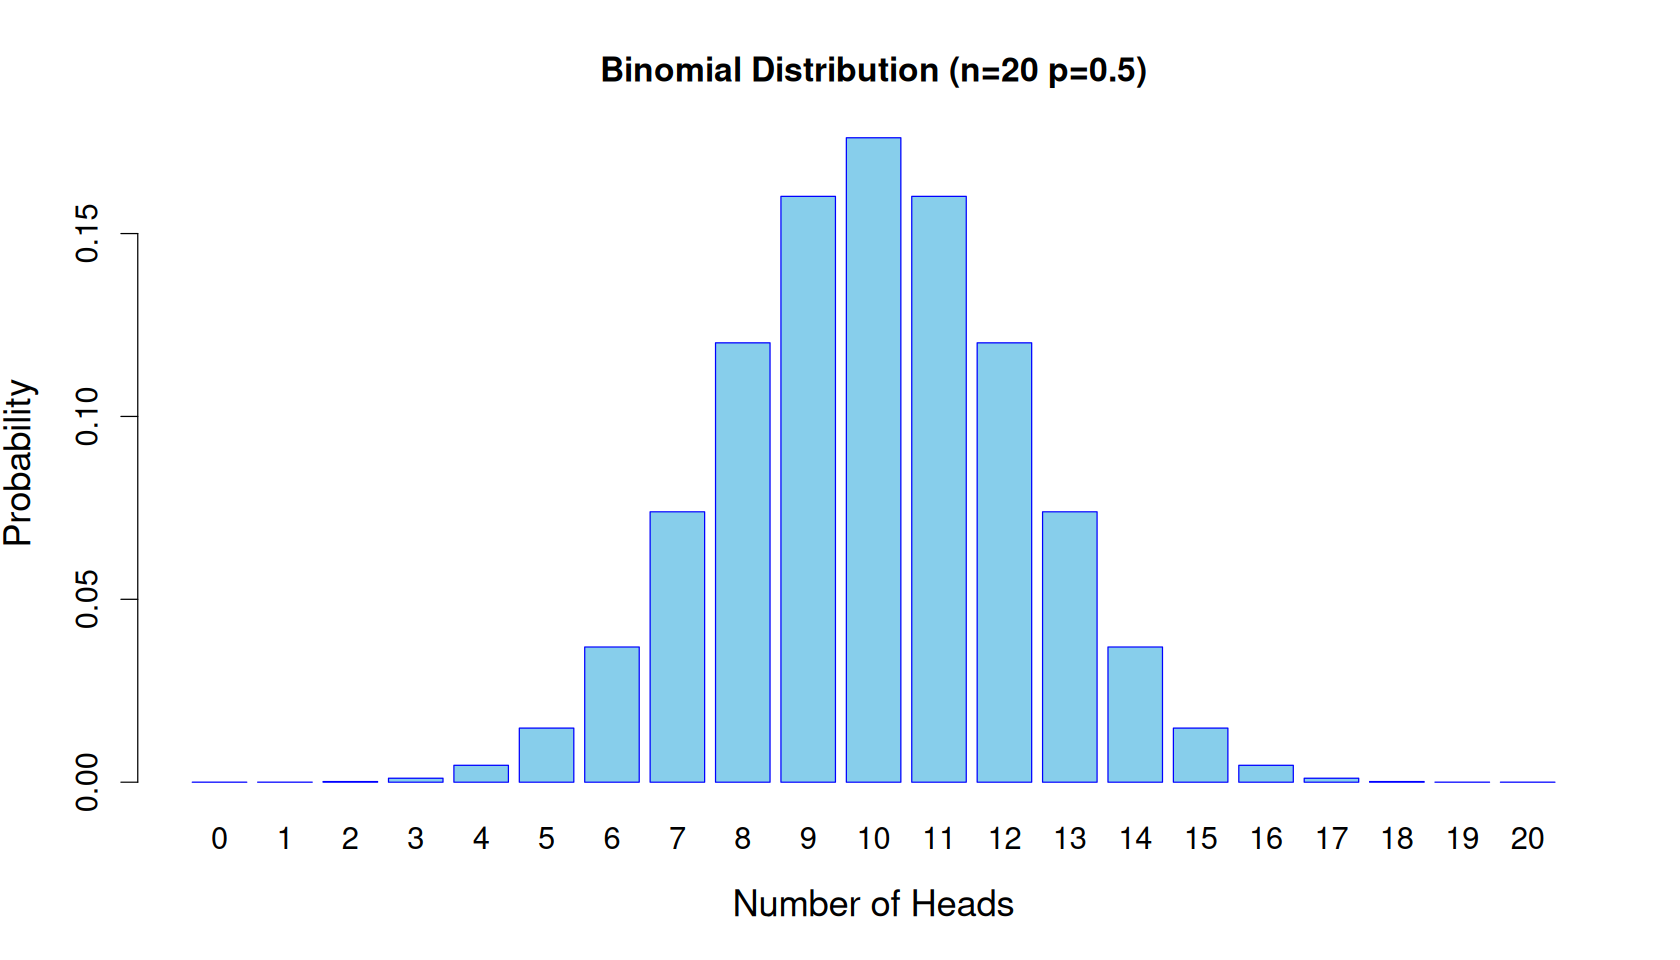 Binomial Distribution (n=20 p=0.5)
Probability
0.15
0.10
0.05
0.00
0 1 2 3 4 5 6 7 8 9 10 11 12 13 14 15 16 17 18 19 20
Number of Heads